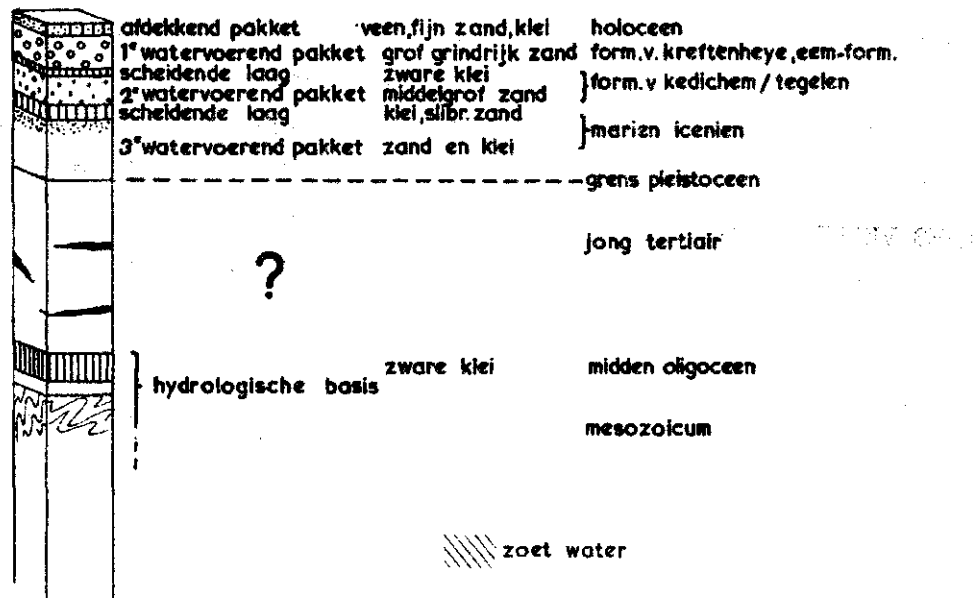 afdekkend pakket veen,fijn zand,klei holoceen
1e watervoerend pakket grof grindrijk zand form.v.kreftenheye,eem-form.
scheidende laag zware klei
}form.v kedichem/tegelen
2e watervoerend pakket middelgrof zand
scheidende laag klei,slibr.zand
}marien icenien
3e watervoerend pakket zand en klei
grens pleistoceen
jong tertiair
?
zware klei midden oligoceen
hydrologische basis
mesozoicum
zoet water